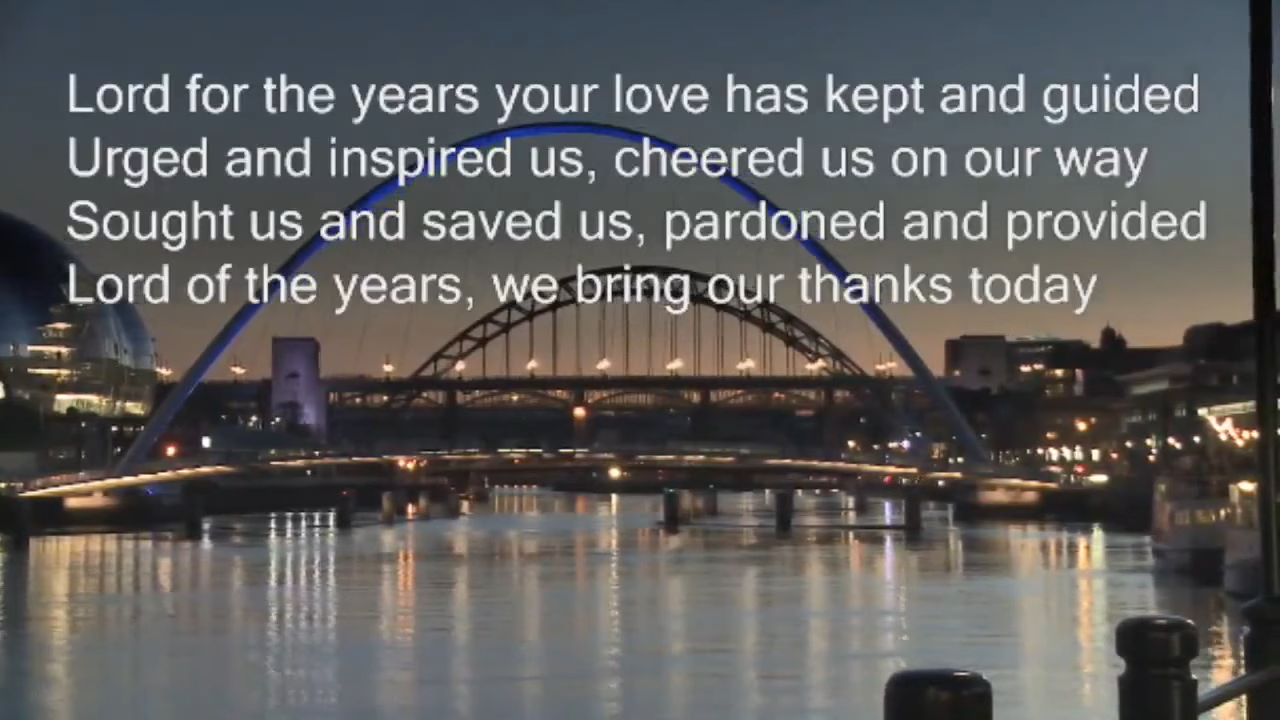 Lord for the years your love has kept and guided
Urged and inspired us, cheered us on our way
Sought us and saved us, pardoned and provided
Lord of the years, we bring our thanks today